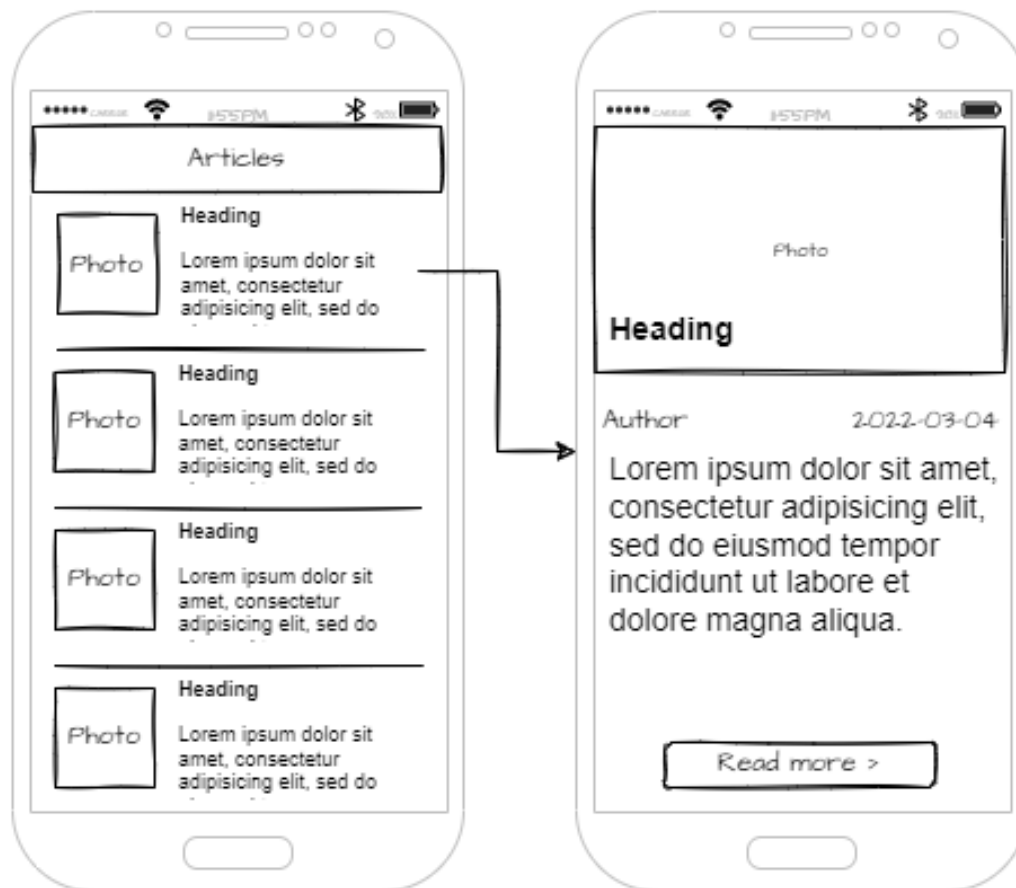 11:55PM
Articles
Photo
Heading
Lorem ipsum dolor sit
amet, consectetur
adipisicing elit, sed do
Photo
Heading
Lorem ipsum dolor sit
amet, consectetur
adipisicing elit, sed do
Photo
Heading
Lorem ipsum dolor sit
amet, consectetur
adipisicing elit, sed do
Photo
Heading
Lorem ipsum dolor sit
amet, consectetur
adipisicing elit, sed do
11:55PM
Photo
Heading
Author 2022-03-04
Lorem ipsum dolor sit amet,
consectetur adipisicing elit,
sed do eiusmod tempor
incididunt ut labore et
dolore magna aliqua.
Read more >